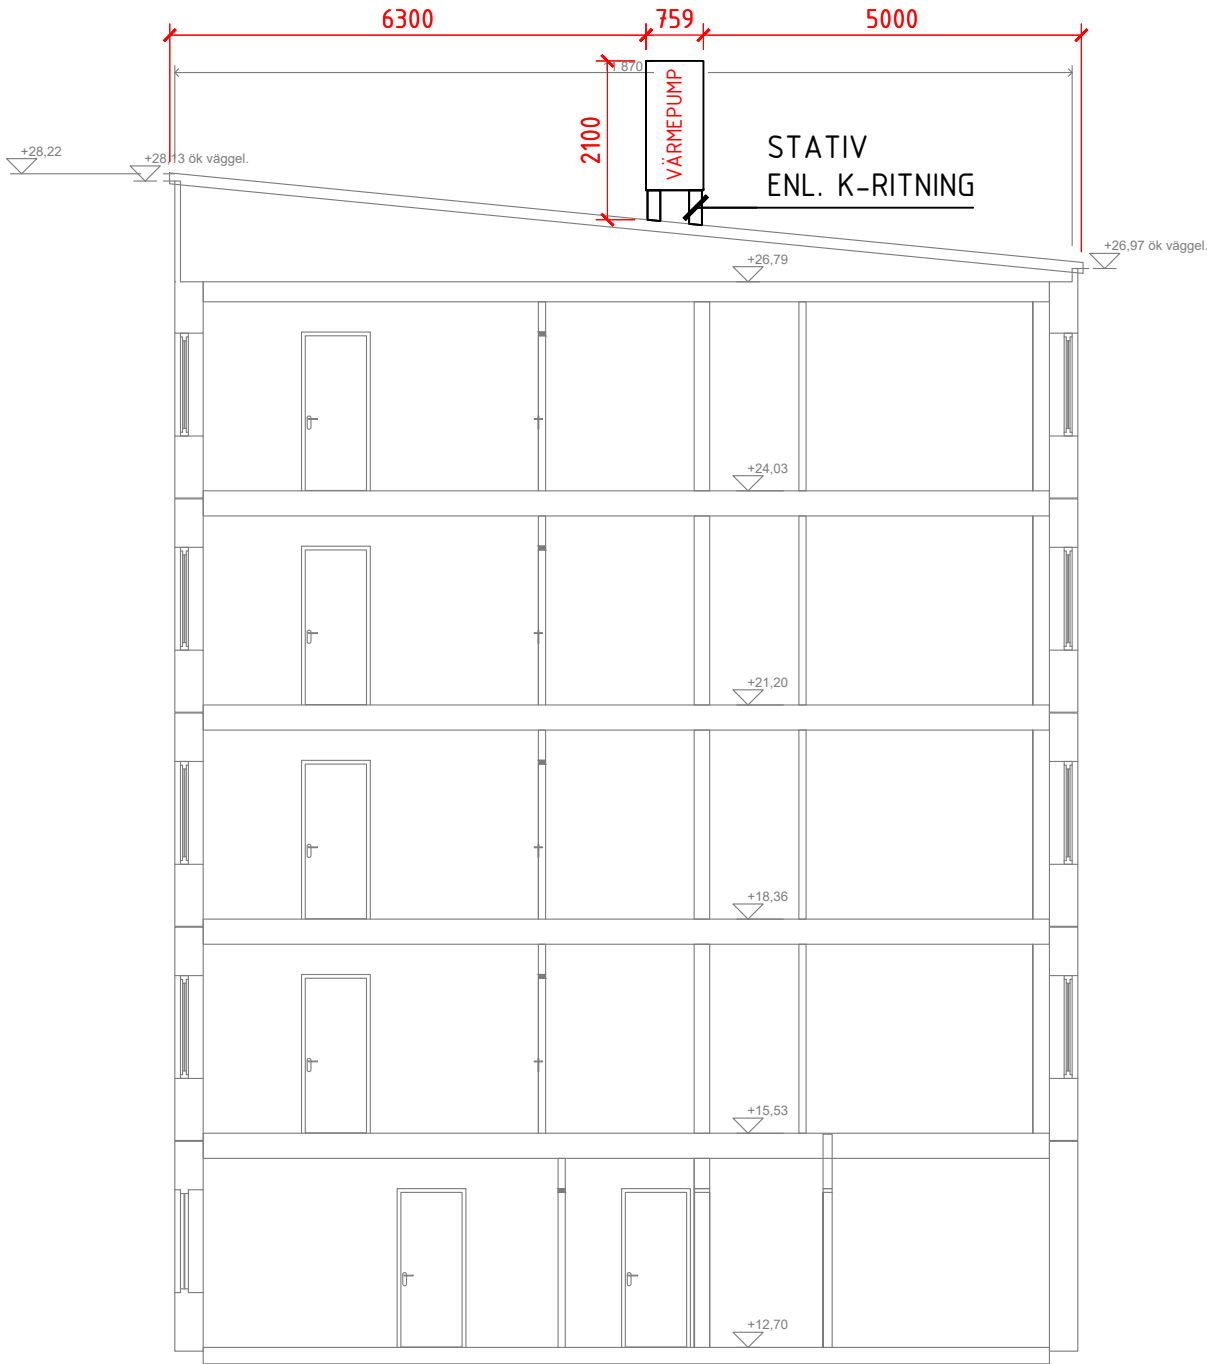 6300
759
5000
870
VÄRMEPUMP
2100
STATIV
ENL. K-RITNING
+28,22
+28,13 ök väggel.
+26,97 ök väggel.
+26,79
+24,03
+21,20
+18,36
+15,53
+12,70